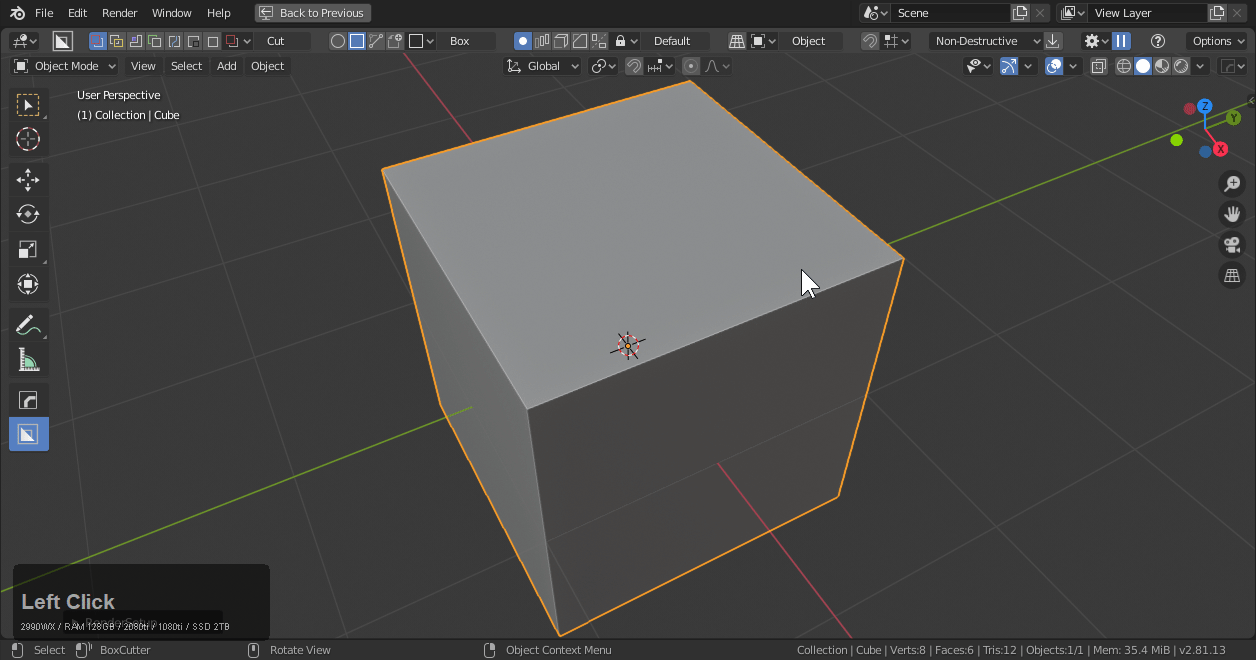 File Edit Render Window Help Back to Previous Scene View Layer
Cut Box Default Object Non-Destructive Options
Object Mode View Select Add Object Global
User Perspective
(1) Collection | Cube
Z
Y
X
Left Click
2990WX / RAM 128GB / 2080ti / 1080ti / SSD 2TB
Select BoxCutter Rotate View Object Context Menu Collection | Cube | Verts:8 | Faces:6 | Tris:12 | Objects:1/1 | Mem: 35.4 MiB | v2.81.13